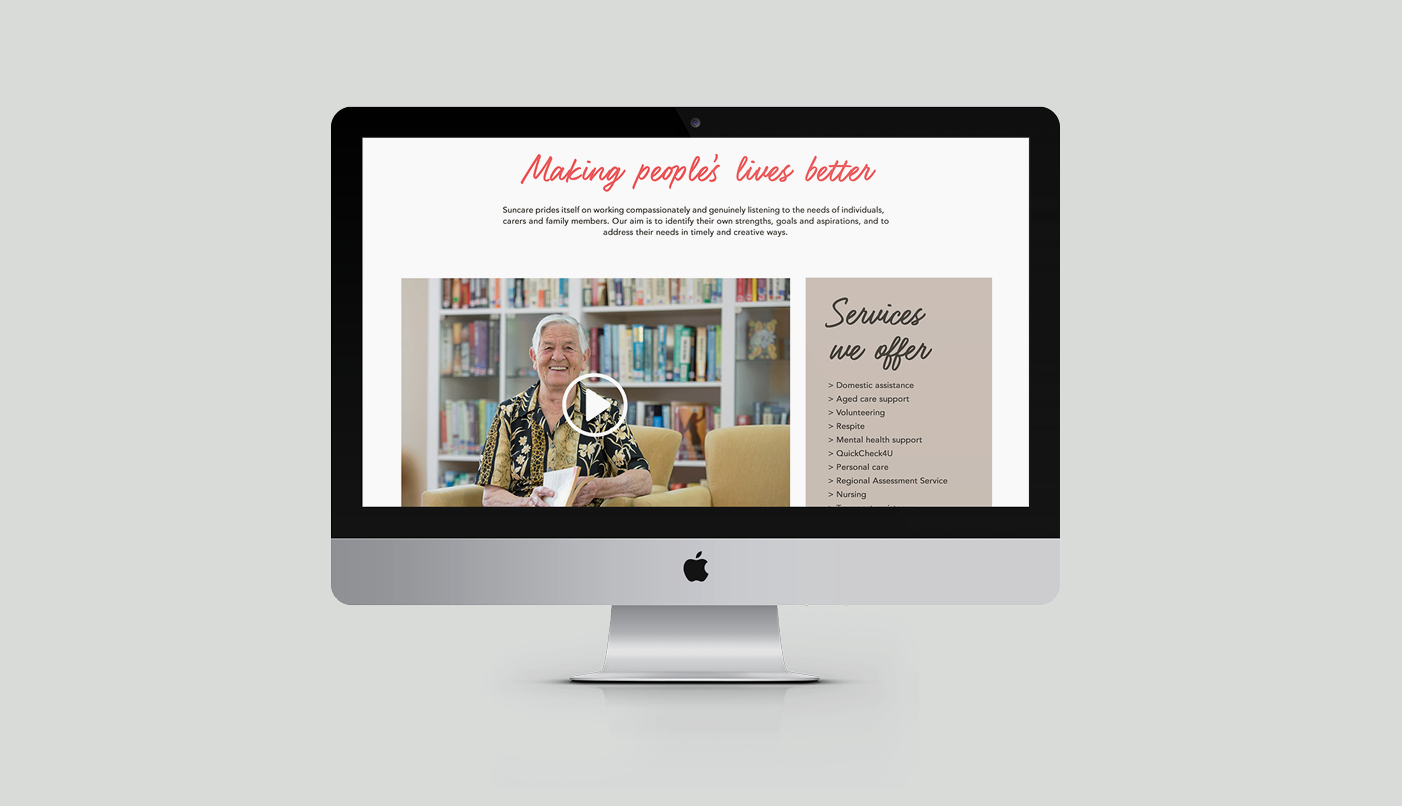 Making people's lives better
Suncare prides itself on working compassionately and genuinely listening to the needs of individuals,
carers and family members. Our aim is to identify their own strengths, goals and aspirations, and to
address their needs in timely and creative ways.
Services
we offer
> Domestic assistance
> Aged care support
> Volunteering
> Respite
> Mental health support
> QuickCheck4U
> Personal care
> Regional Assessment Service
> Nursing